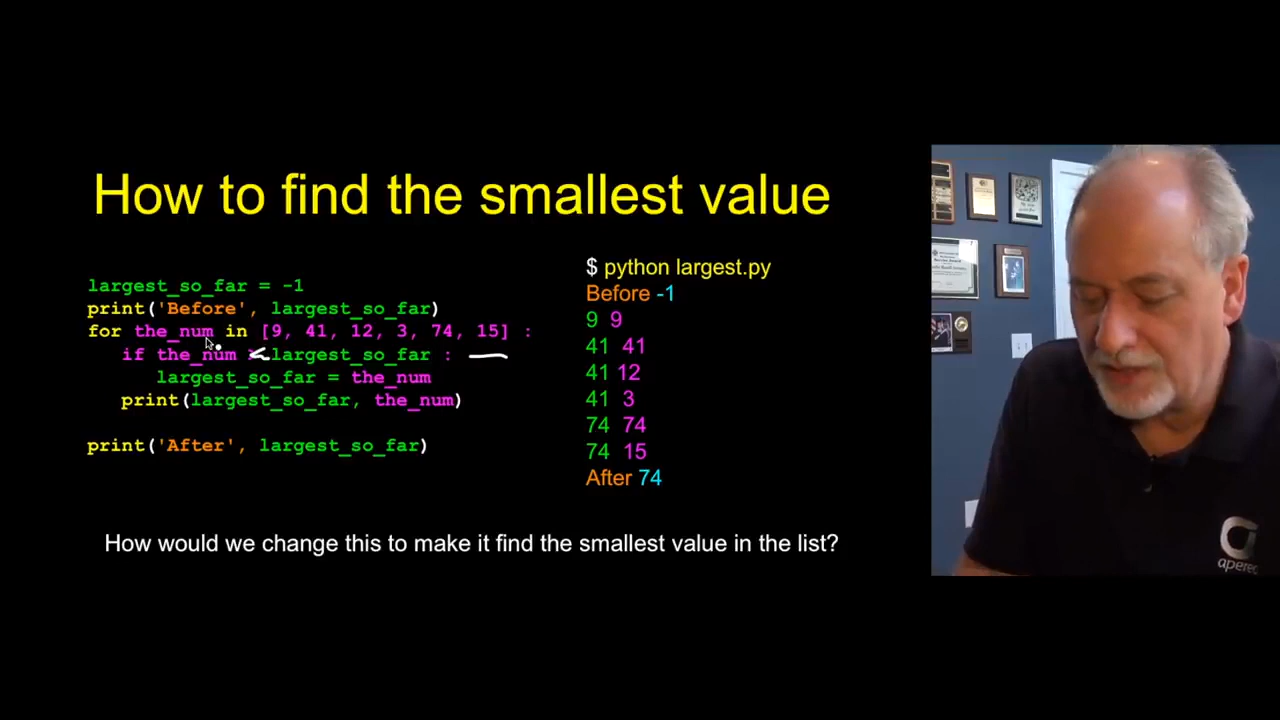 How to find the smallest value
largest_so_far = -1
print('Before', largest_so_far)
for the_num in [9, 41, 12, 3, 74, 15] :
if the_num < largest_so_far :
largest_so_far = the_num
print(largest_so_far, the_num)
print('After', largest_so_far)
$ python largest.py
Before -1
9 9
41 41
41 12
41 3
74 74
74 15
After 74
How would we change this to make it find the smallest value in the list?